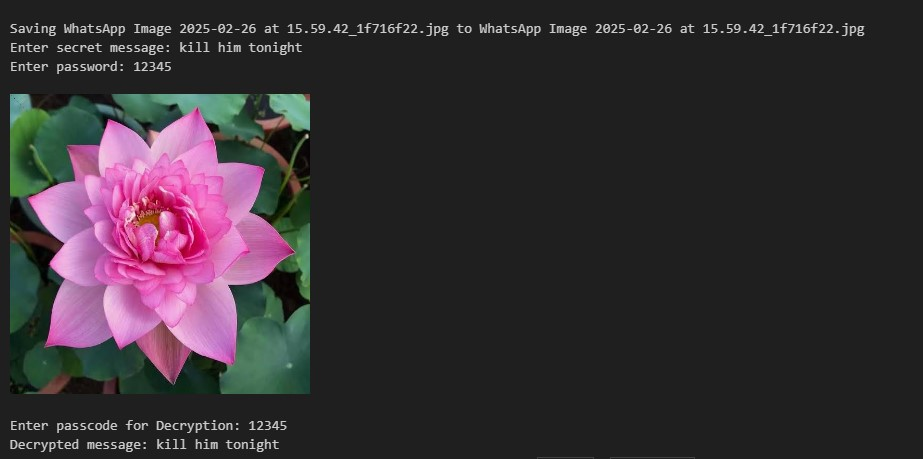 Saving WhatsApp Image 2025-02-26 at 15.59.42_1f716f22.jpg to WhatsApp Image 2025-02-26 at 15.59.42_1f716f22.jpg
Enter secret message: kill him tonight
Enter password: 12345
Enter passcode for Decryption: 12345
Decrypted message: kill him tonight